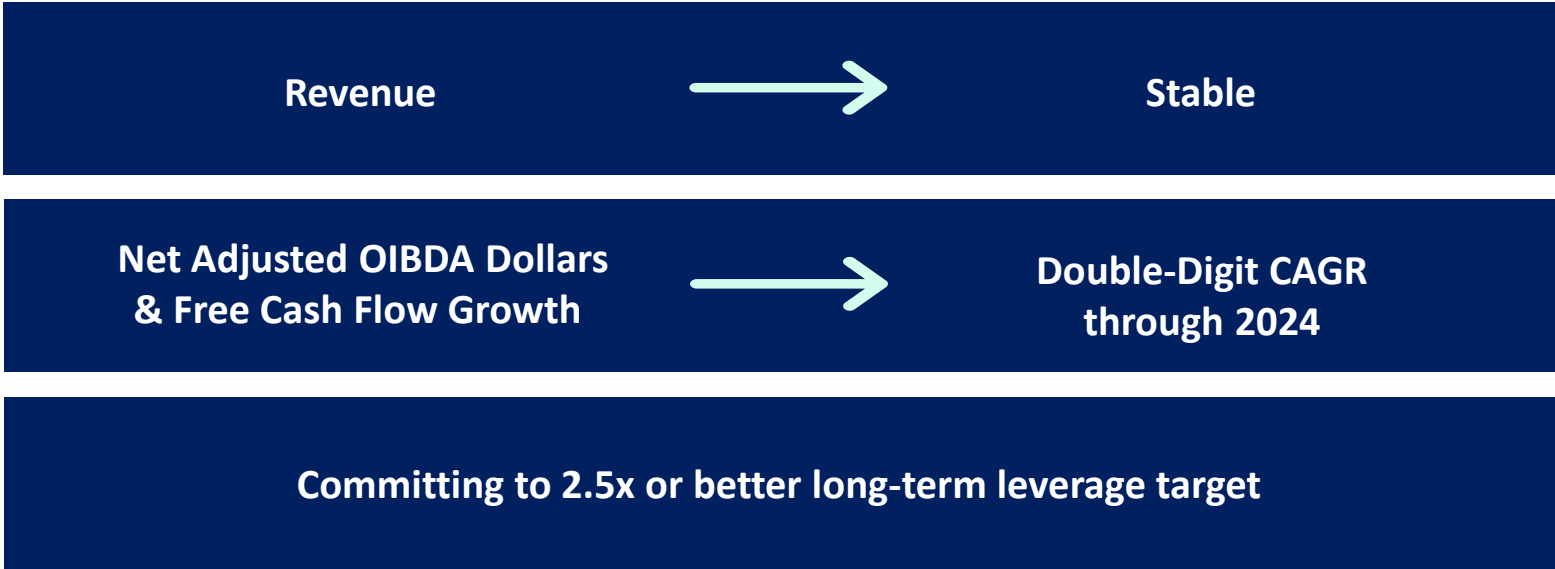 Revenue
Stable
Net Adjusted OIBDA Dollars
& Free Cash Flow Growth
Double-Digit CAGR
through 2024
Committing to 2.5x or better long-term leverage target